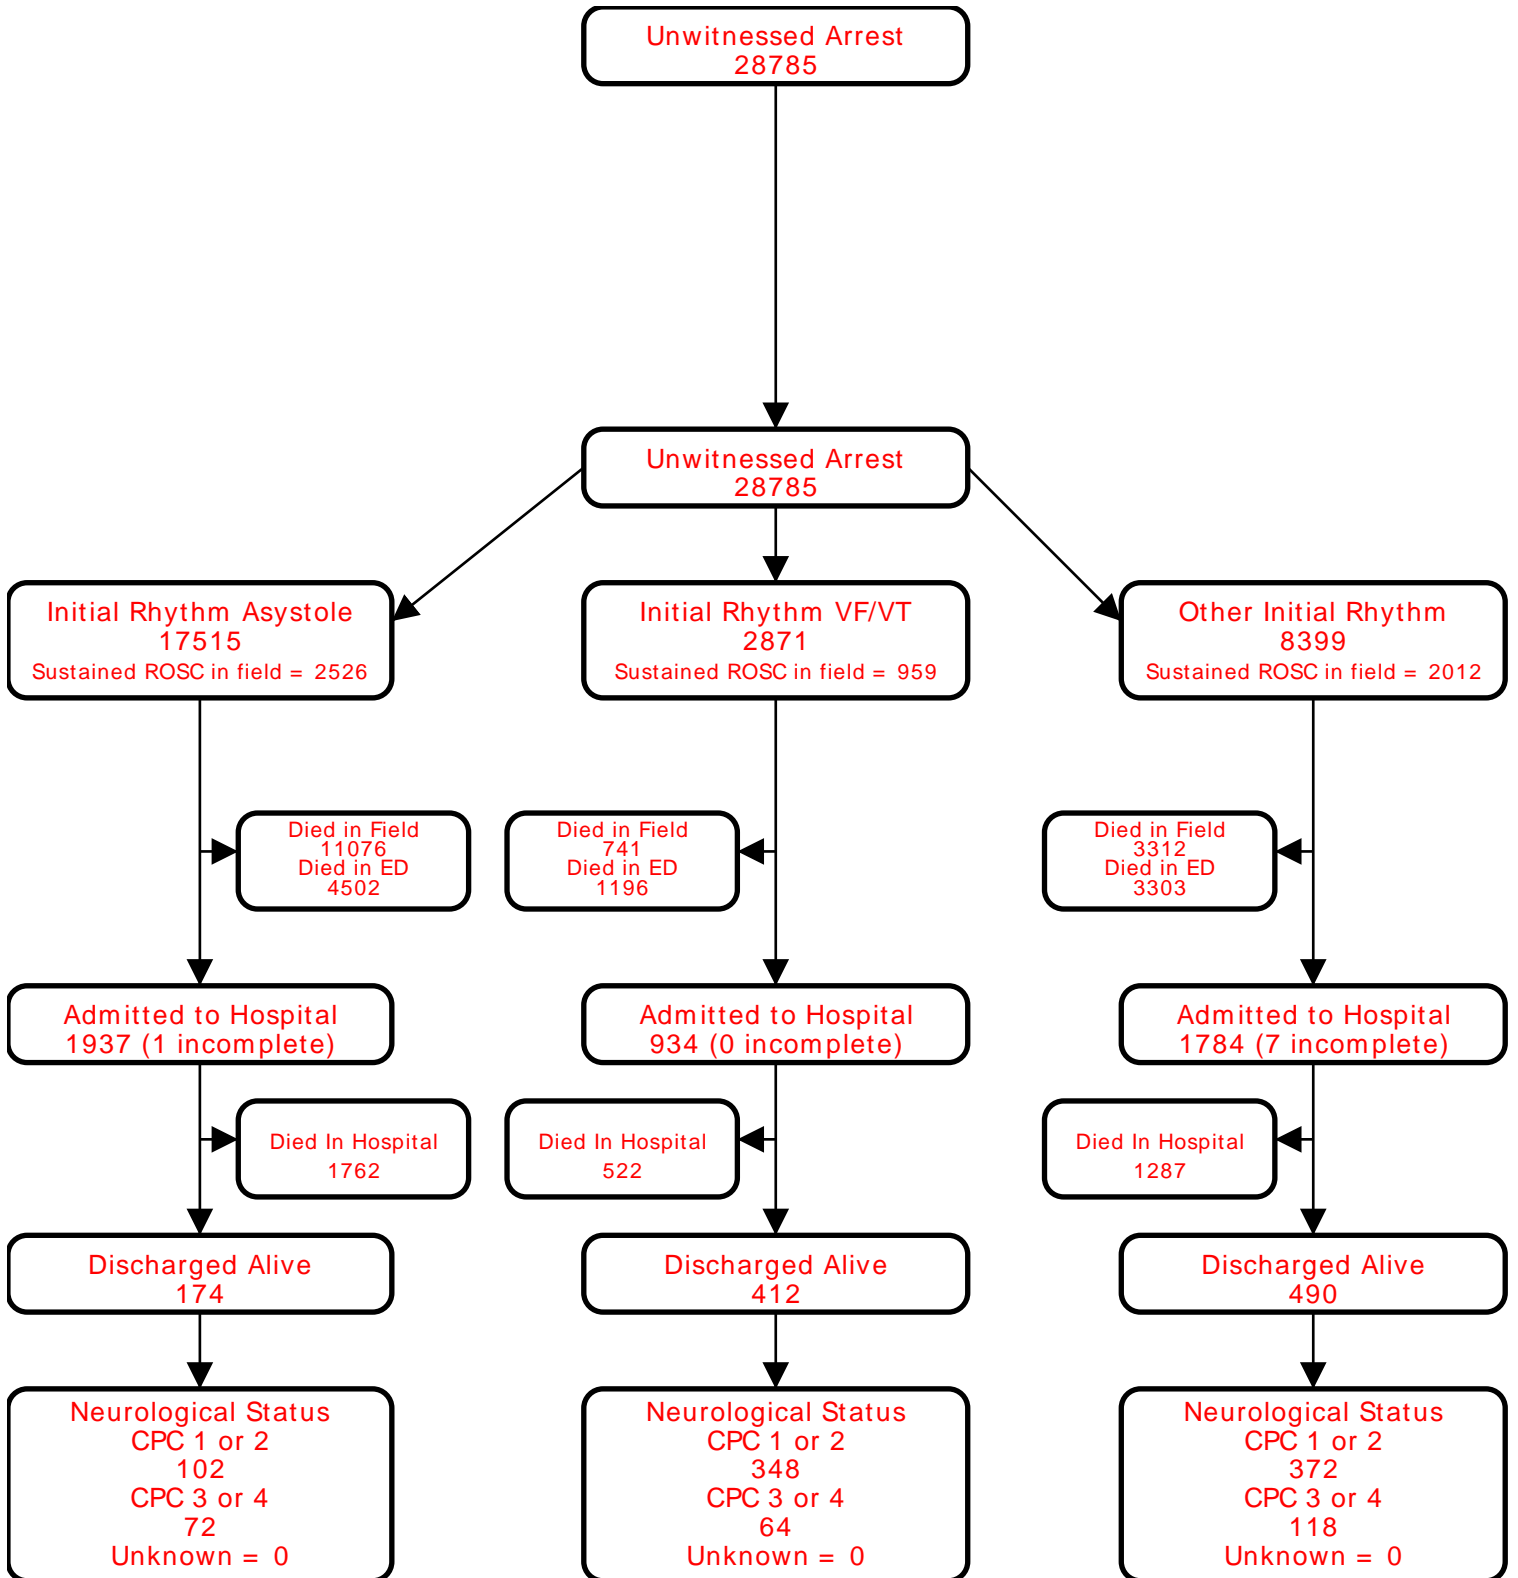 Unwitnessed Arrest
28785
Unwitnessed Arrest
28785
Initial Rhythm Asystole
17515
Sustained ROSC in field = 2526
Initial Rhythm VF/VT
2871
Sustained ROSC in field = 959
Other Initial Rhythm
8399
Sustained ROSC in field = 2012
Died in Field
11076
Died in ED
4502
Died in Field
741
Died in ED
1196
Died in Field
3312
Died in ED
3303
Admitted to Hospital
1937 (1 incomplete)
Admitted to Hospital
934 (0 incomplete)
Admitted to Hospital
1784 (7 incomplete)
Died In Hospital
1762
Died In Hospital
522
Died In Hospital
1287
Discharged Alive
174
Discharged Alive
412
Discharged Alive
490
Neurological Status
CPC 1 or 2
102
CPC 3 or 4
72
Unknown = 0
Neurological Status
CPC 1 or 2
348
CPC 3 or 4
64
Unknown = 0
Neurological Status
CPC 1 or 2
372
CPC 3 or 4
118
Unknown = 0